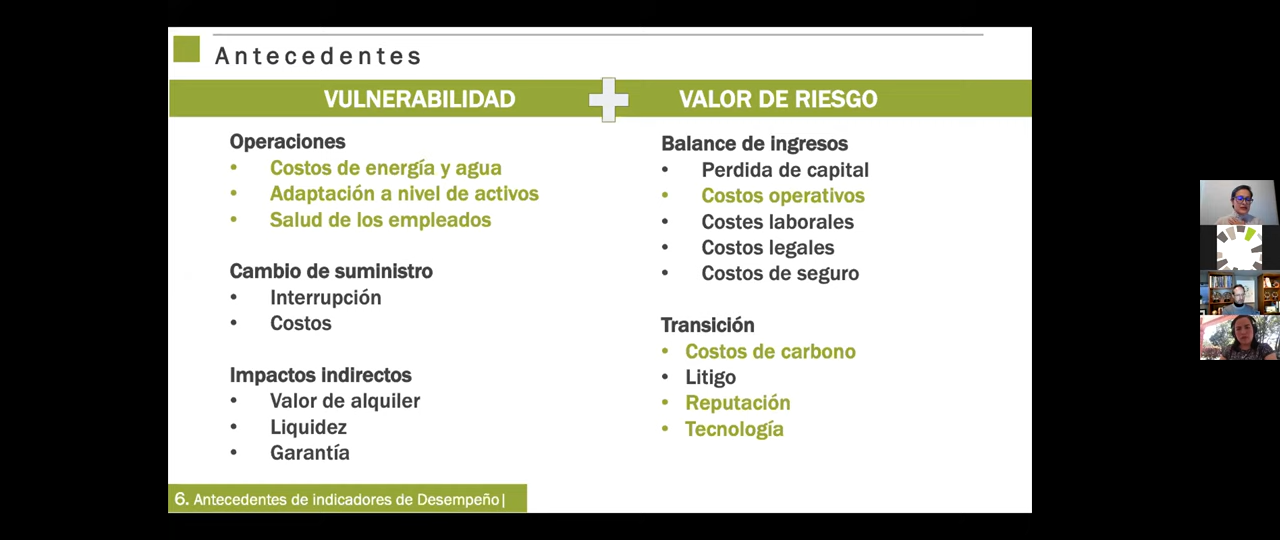 Antecedentes
VULNERABILIDAD
VALOR DE RIESGO
Operaciones
• Costos de energía y agua
• Adaptación a nivel de activos
• Salud de los empleados
Cambio de suministro
• Interrupción
• Costos
Impactos indirectos
• Valor de alquiler
• Liquidez
• Garantía
Balance de ingresos
• Perdida de capital
• Costos operativos
• Costes laborales
• Costos legales
• Costos de seguro
Transición
• Costos de carbono
• Litigo
• Reputación
• Tecnología
6. Antecedentes de indicadores de Desempeño|